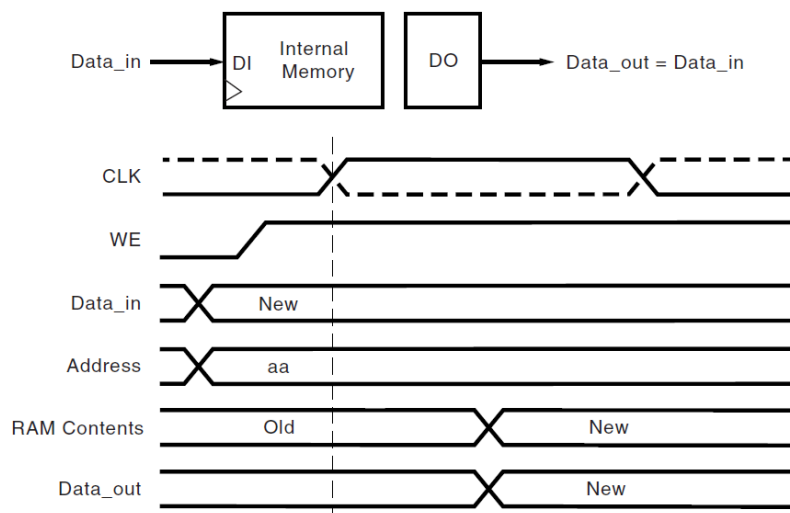 Data_in
DI
Internal
Memory
DO
Data_out = Data_in
CLK
WE
Data_in
New
Address
aa
RAM Contents
Old
New
Data_out
New